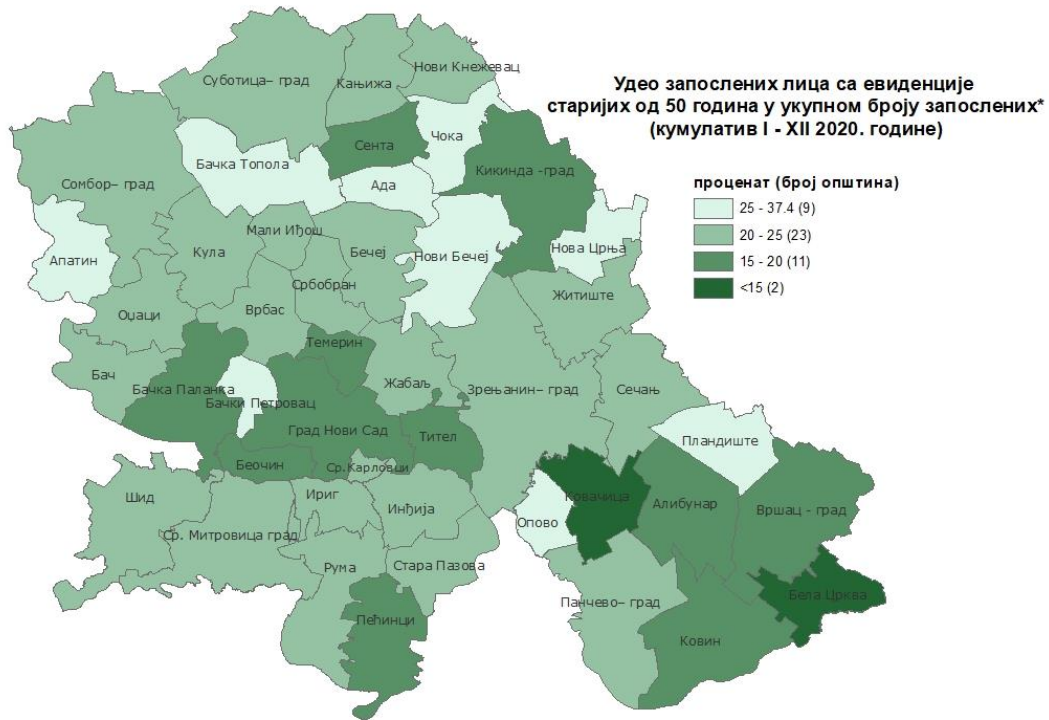 Удео запослених лица са евиденције
старијих од 50 година у укупном броју запослених*
(кумулатив I - XII 2020. године)
проценат (број општина)
25 - 37.4 (9)
20 - 25 (23)
15 - 20 (11)
<15 (2)
Суботица– град
Кањижа
Нови Кнежевац
Сента
Чока
Бачка Топола
Ада
Кикинда -град
Сомбор– град
Апатин
Кула
Мали Иђош
Бечеј
Нови Бечеј
Нова Црња
Србобран
Житиште
Оџаци
Врбас
Темерин
Бач
Бачка Паланка
Бачки Петровац
Жабаљ
Зрењанин– град
Сечањ
Град Нови Сад
Тител
Пландиште
Беочин
Ср.Карловци
Шид
Ириг
Инђија
Опово
Ковачица
Алибунар
Вршац - град
Ср. Митровица град
Рума
Стара Пазова
Панчево– град
Бела Црква
Пећинци
Ковин